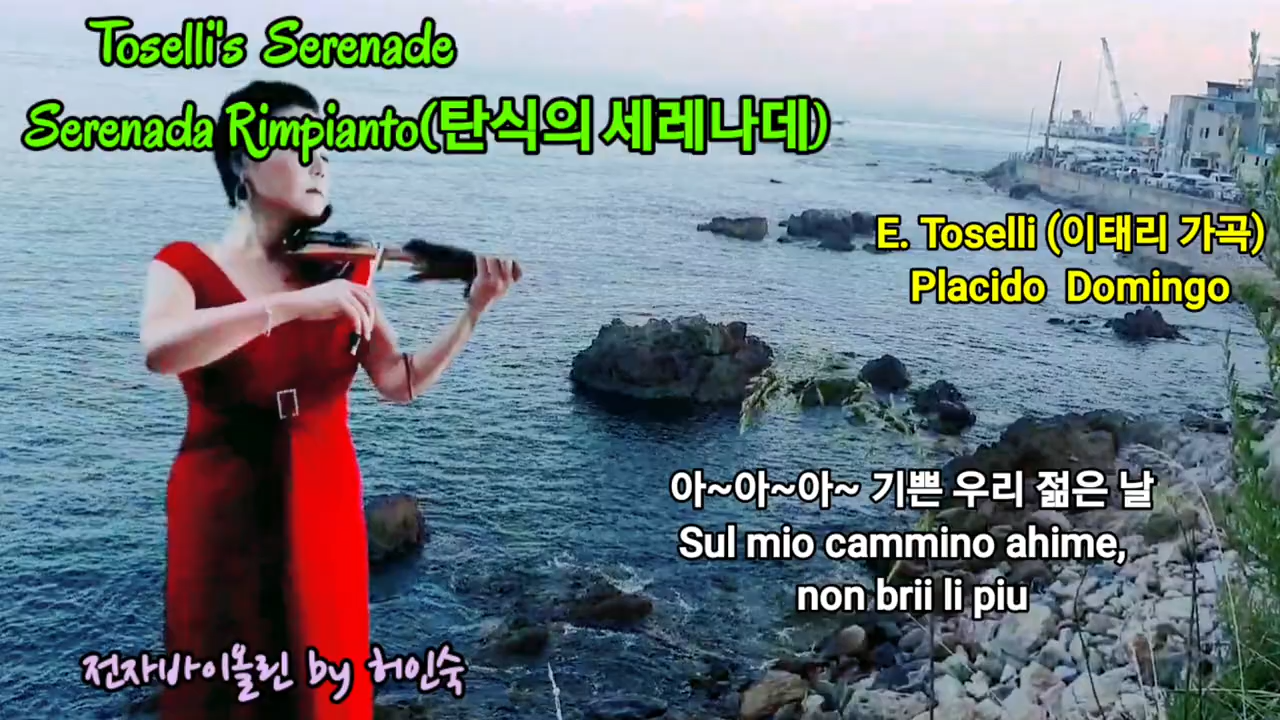 Toselli's Serenade
Serenada Rimpianto(탄식의 세레나데)
E. Toselli (이태리 가곡)
Placido Domingo
아~아~아~ 기쁜 우리 젊은 날
Sul mio cammino ahime,
non brii li piu
전자바이올린 by 허인숙